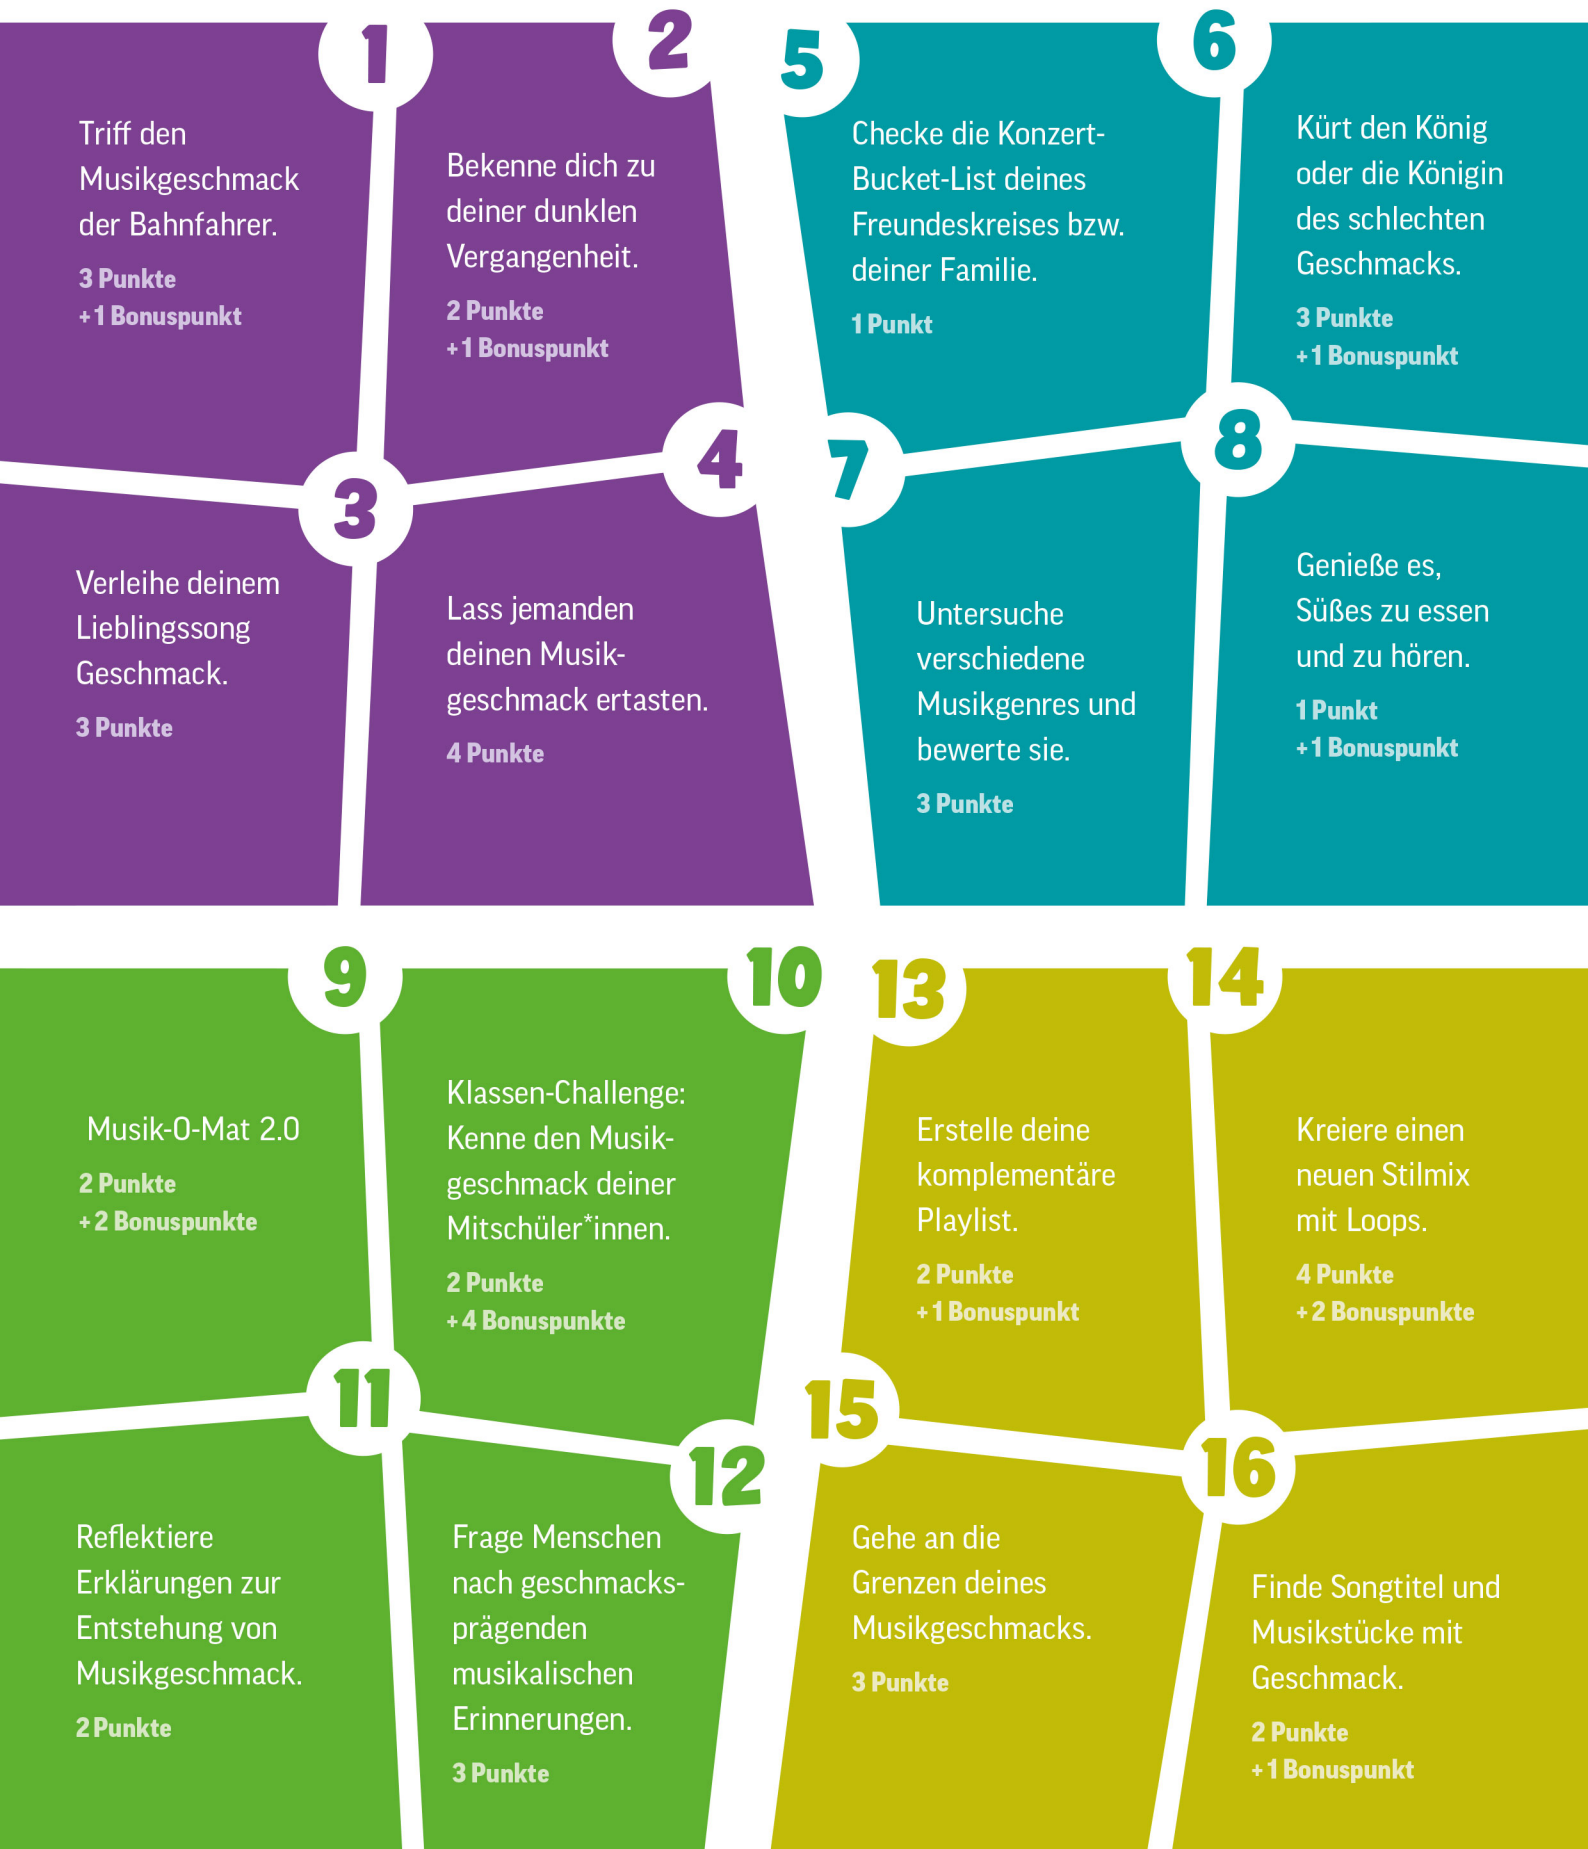 1
Triff den
Musikgeschmack
der Bahnfahrer.
3 Punkte
+1 Bonuspunkt
2
Bekenne dich zu
deiner dunklen
Vergangenheit.
2 Punkte
+1 Bonuspunkt
3
Verleihe deinem
Lieblingssong
Geschmack.
3 Punkte
4
Lass jemanden
deinen Musik-
geschmack ertasten.
4 Punkte
5
Checke die Konzert-
Bucket-List deines
Freundeskreises bzw.
deiner Familie.
1 Punkt
6
Kürt den König
oder die Königin
des schlechten
Geschmacks.
3 Punkte
+1 Bonuspunkt
7
Untersuche
verschiedene
Musikgenres und
bewerte sie.
3 Punkte
8
Genieße es,
Süßes zu essen
und zu hören.
1 Punkt
+1 Bonuspunkt
9
Musik-O-Mat 2.0
2 Punkte
+2 Bonuspunkte
10
Klassen-Challenge:
Kenne den Musik-
geschmack deiner
Mitschüler*innen.
2 Punkte
+4 Bonuspunkte
11
Reflektiere
Erklärungen zur
Entstehung von
Musikgeschmack.
2 Punkte
12
Frage Menschen
nach geschmacks-
prägenden
musikalischen
Erinnerungen.
3 Punkte
13
Erstelle deine
komplementäre
Playlist.
2 Punkte
+1 Bonuspunkt
14
Kreiere einen
neuen Stilmix
mit Loops.
4 Punkte
+2 Bonuspunkte
15
Gehe an die
Grenzen deines
Musikgeschmacks.
3 Punkte
16
Finde Songtitel und
Musikstücke mit
Geschmack.
2 Punkte
+1 Bonuspunkt